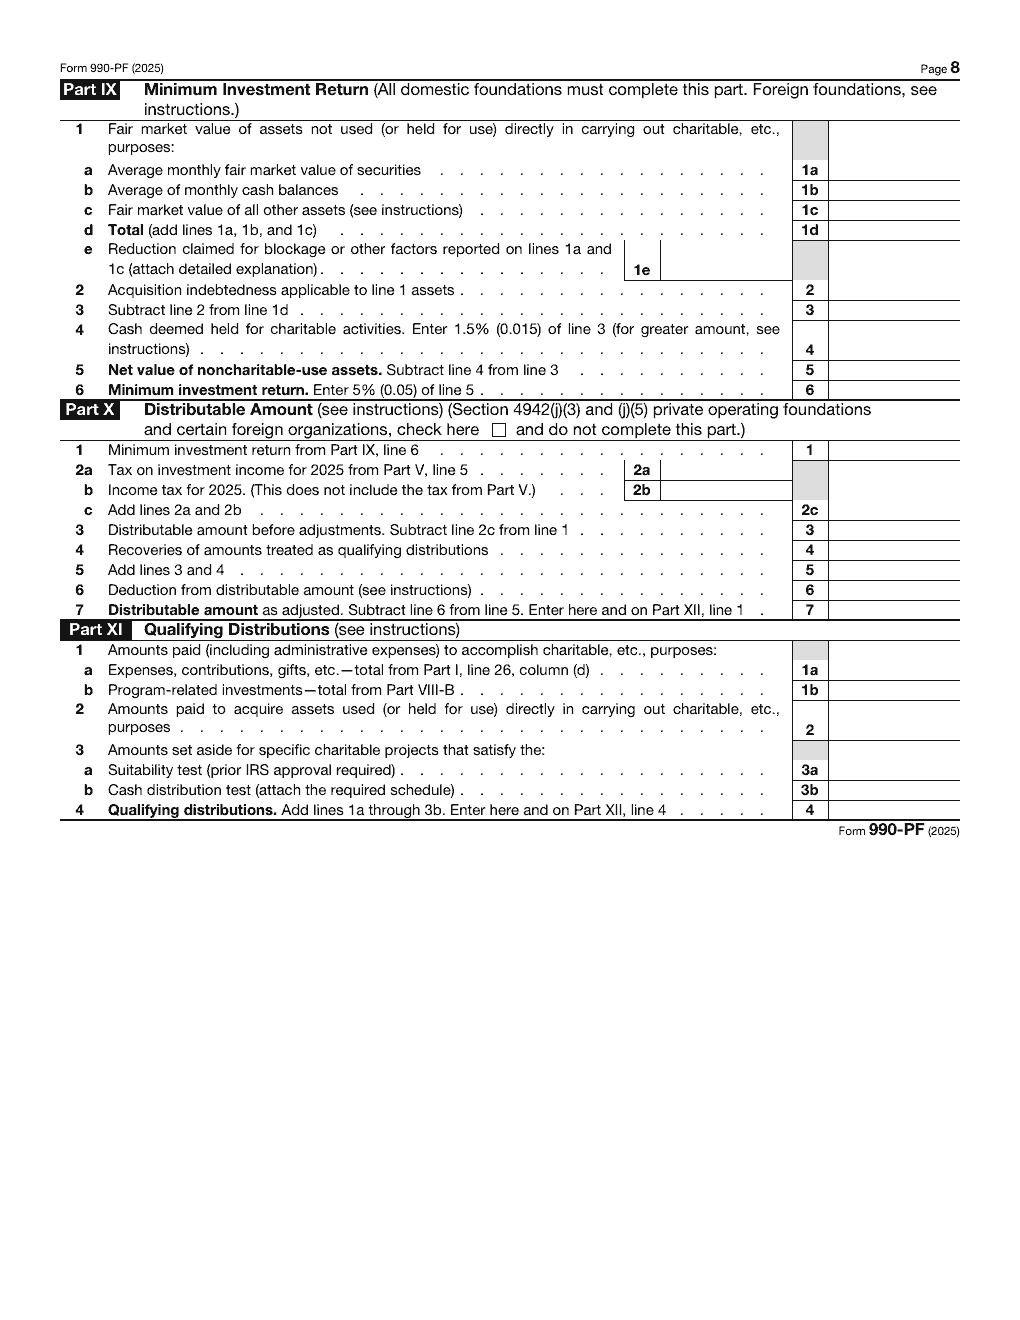 Form 990-PF (2025) Page 8
Part IX Minimum Investment Return (All domestic foundations must complete this part. Foreign foundations, see
instructions.)
1 Fair market value of assets not used (or held for use) directly in carrying out charitable, etc.,
purposes:
a Average monthly fair market value of securities . . . . . . . . . . . . . . . . . 1a
b Average of monthly cash balances . . . . . . . . . . . . . . . . . . . . . 1b
c Fair market value of all other assets (see instructions) . . . . . . . . . . . . . . . 1c
d Total (add lines 1a, 1b, and 1c) . . . . . . . . . . . . . . . . . . . . . . 1d
e Reduction claimed for blockage or other factors reported on lines 1a and
1c (attach detailed explanation) . . . . . . . . . . . . . . . 1e
2 Acquisition indebtedness applicable to line 1 assets . . . . . . . . . . . . . . . . 2
3 Subtract line 2 from line 1d . . . . . . . . . . . . . . . . . . . . . . . . 3
4 Cash deemed held for charitable activities. Enter 1.5% (0.015) of line 3 (for greater amount, see
instructions) . . . . . . . . . . . . . . . . . . . . . . . . . . . . . 4
5 Net value of noncharitable-use assets. Subtract line 4 from line 3 . . . . . . . . . . 5
6 Minimum investment return. Enter 5% (0.05) of line 5 . . . . . . . . . . . . . . . 6
Part X Distributable Amount (see instructions) (Section 4942(j)(3) and (j)(5) private operating foundations
and certain foreign organizations, check here ☐ and do not complete this part.)
1 Minimum investment return from Part IX, line 6 . . . . . . . . . . . . . . . . . 1
2a Tax on investment income for 2025 from Part V, line 5 . . . . . . . 2a
b Income tax for 2025. (This does not include the tax from Part V.) . . . 2b
c Add lines 2a and 2b . . . . . . . . . . . . . . . . . . . . . . . . . . 2c
3 Distributable amount before adjustments. Subtract line 2c from line 1 . . . . . . . . . . 3
4 Recoveries of amounts treated as qualifying distributions . . . . . . . . . . . . . . 4
5 Add lines 3 and 4 . . . . . . . . . . . . . . . . . . . . . . . . . . . 5
6 Deduction from distributable amount (see instructions) . . . . . . . . . . . . . . . 6
7 Distributable amount as adjusted. Subtract line 6 from line 5. Enter here and on Part XII, line 1 . 7
Part XI Qualifying Distributions (see instructions)
1 Amounts paid (including administrative expenses) to accomplish charitable, etc., purposes:
a Expenses, contributions, gifts, etc.—total from Part I, line 26, column (d) . . . . . . . . . 1a
b Program-related investments—total from Part VIII-B . . . . . . . . . . . . . . . . 1b
2 Amounts paid to acquire assets used (or held for use) directly in carrying out charitable, etc.,
purposes . . . . . . . . . . . . . . . . . . . . . . . . . . . . . . 2
3 Amounts set aside for specific charitable projects that satisfy the:
a Suitability test (prior IRS approval required) . . . . . . . . . . . . . . . . . . . 3a
b Cash distribution test (attach the required schedule) . . . . . . . . . . . . . . . . 3b
4 Qualifying distributions. Add lines 1a through 3b. Enter here and on Part XII, line 4 . . . . . 4
Form 990-PF (2025)